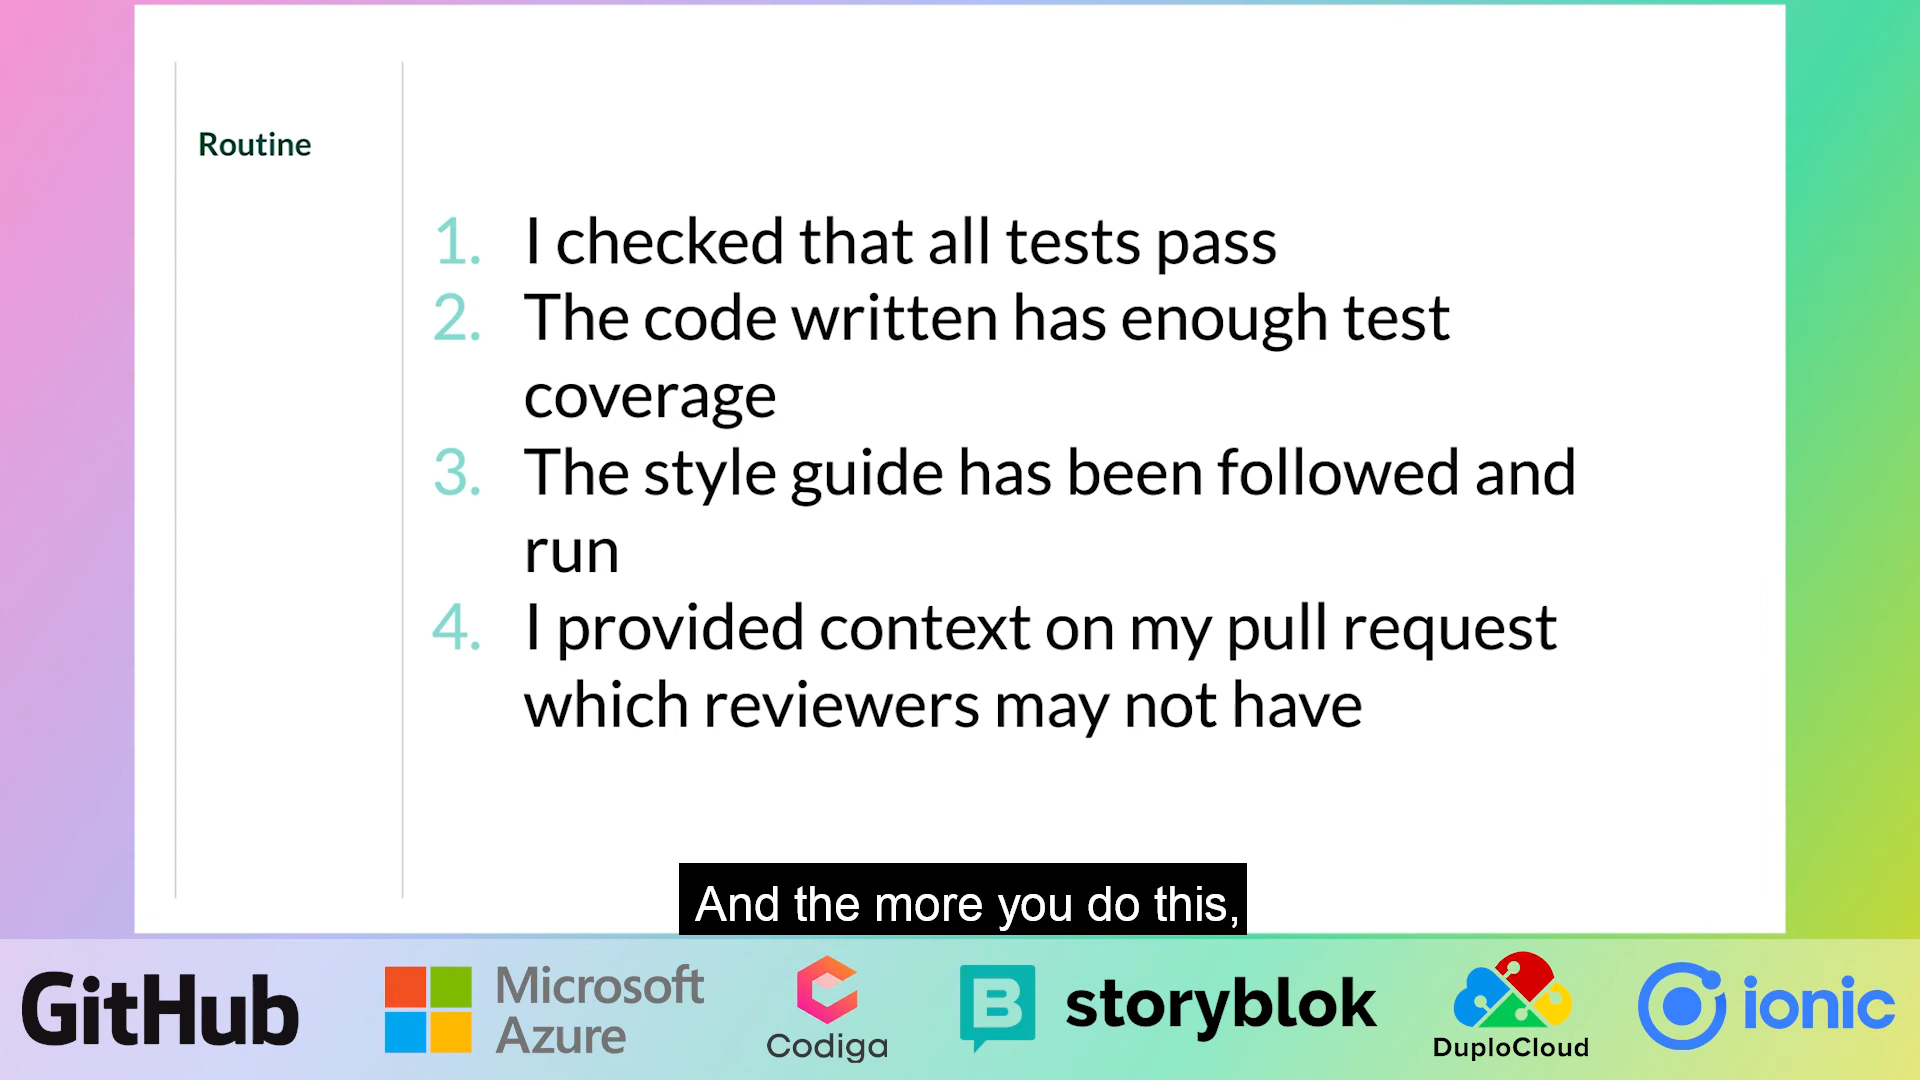 Routine
1. I checked that all tests pass
2. The code written has enough test
coverage
3. The style guide has been followed and
run
4. I provided context on my pull request
which reviewers may not have
And the more you do this,
GitHub
Microsoft
Azure
Codiga
B
storyblok
DuploCloud
ionic